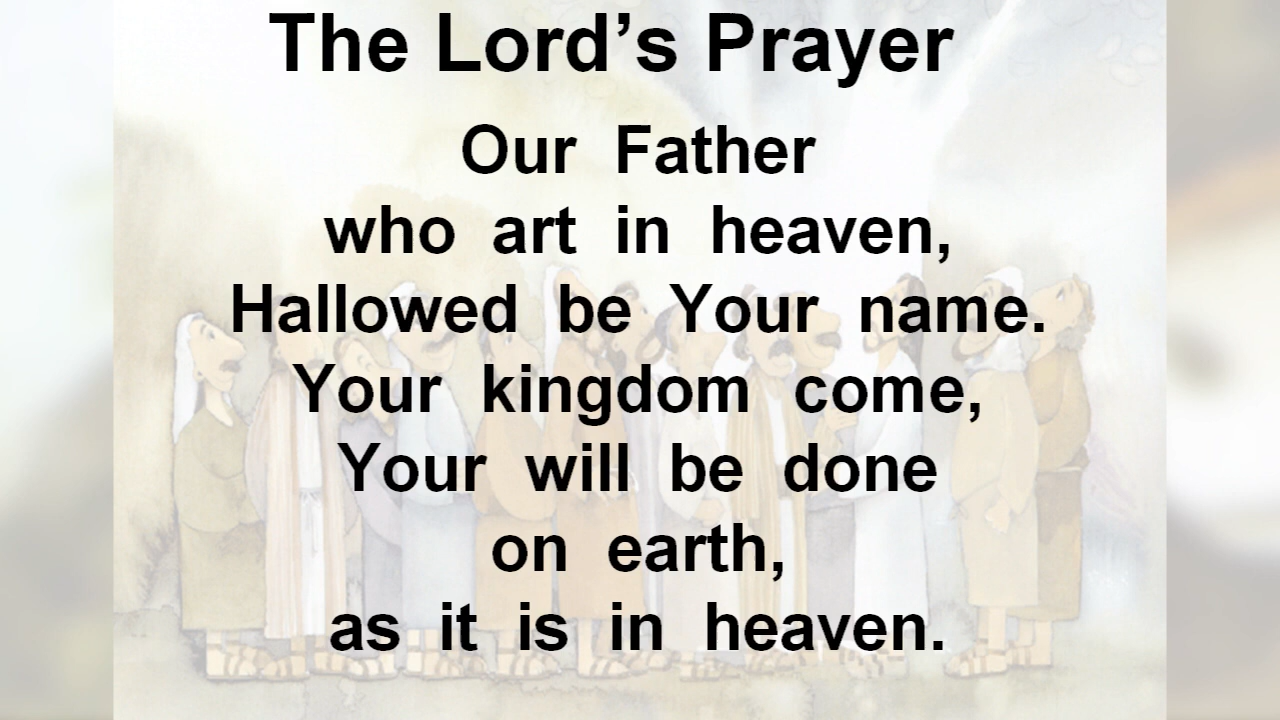 The Lord’s Prayer
Our Father
who art in heaven,
Hallowed be Your name.
Your kingdom come,
Your will be done
on earth,
as it is in heaven.